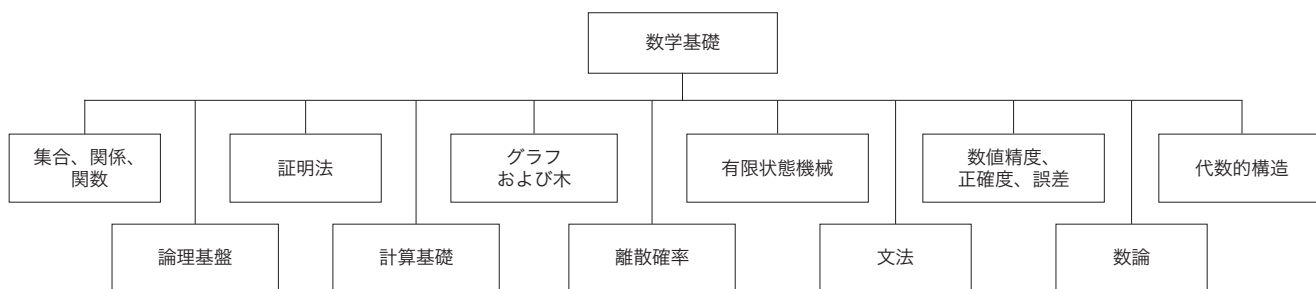 数学基礎
集合、関係、
関数
証明法
グラフ
および木
有限状態機械
数値精度、
正確度、誤差
代数的構造
論理基盤
計算基礎
離散確率
文法
数論